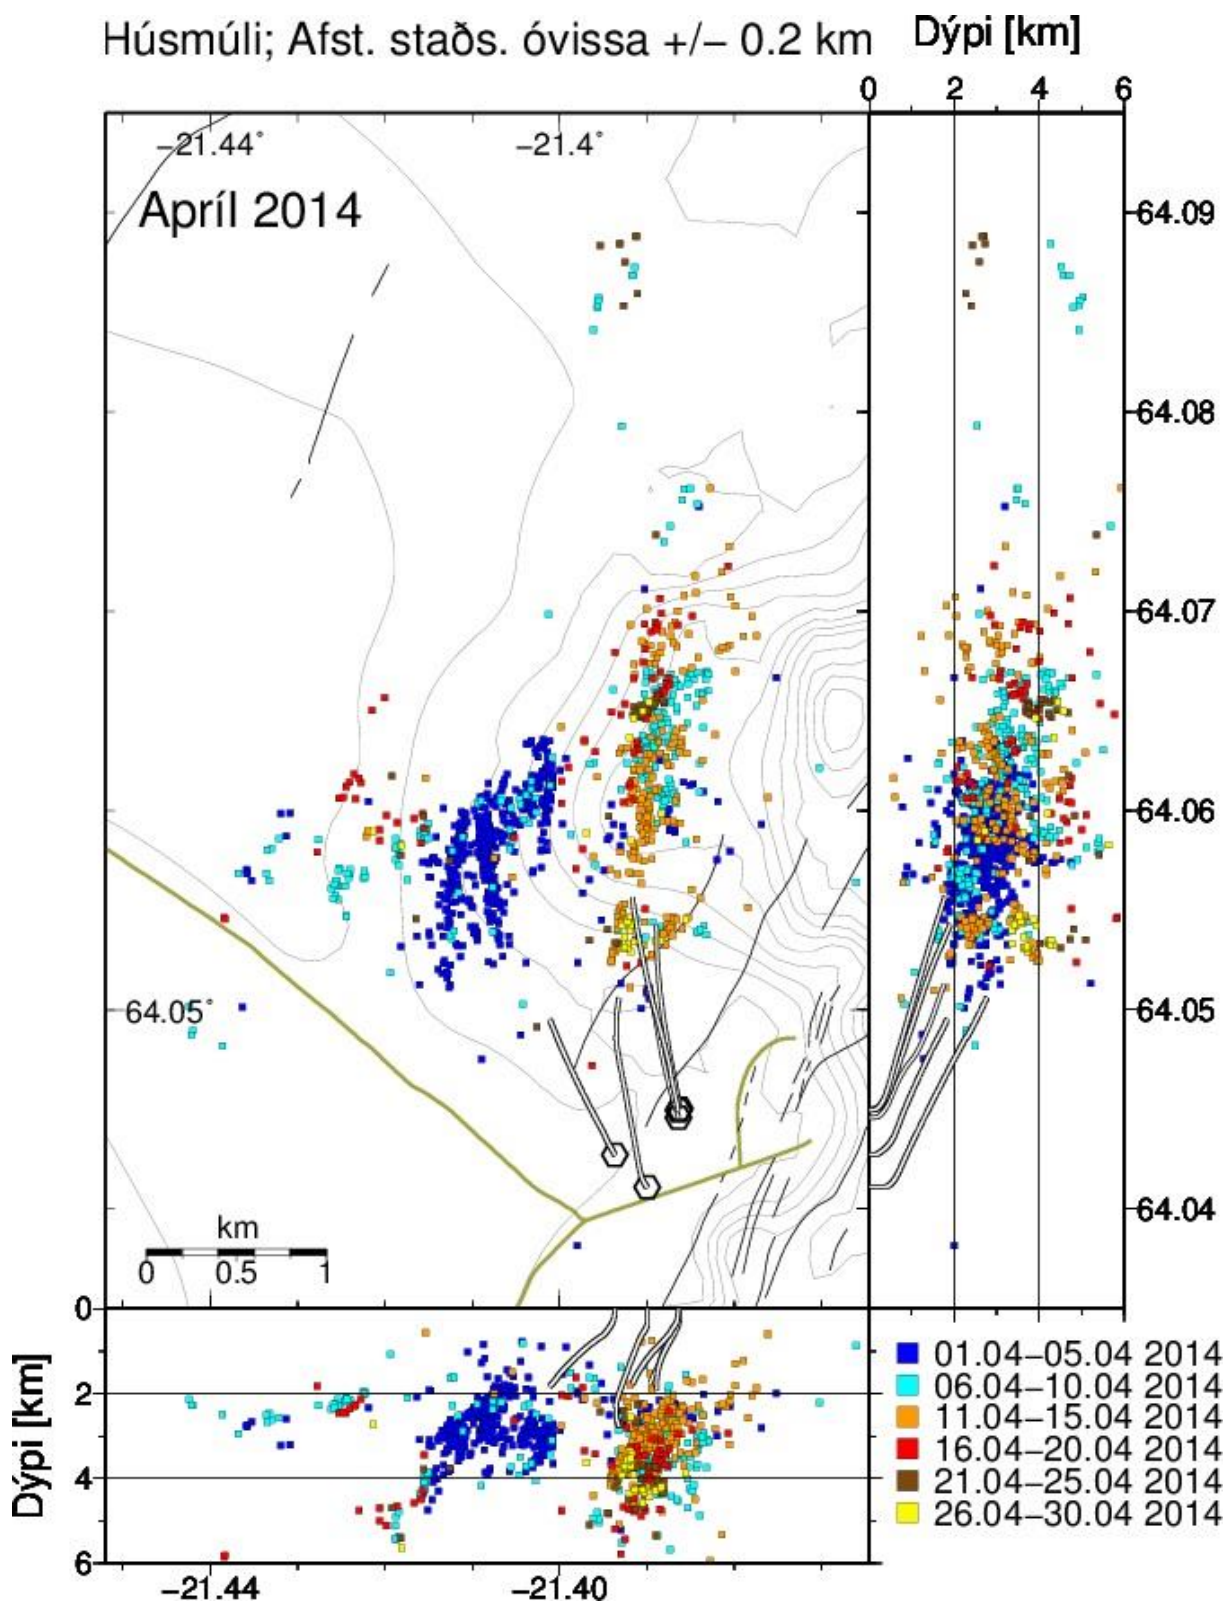 Húsmúli; Afst. staðs. óvissa +/− 0.2 km
Dýpi [km]
0 2 4 6
−21.44° −21.4°
Apríl 2014
64.09
64.08
64.07
64.06
64.05° 64.05
64.04
km
0 0.5 1
0
2
4
6
Dýpi [km]
−21.44 −21.40
01.04−05.04 2014
06.04−10.04 2014
11.04−15.04 2014
16.04−20.04 2014
21.04−25.04 2014
26.04−30.04 2014